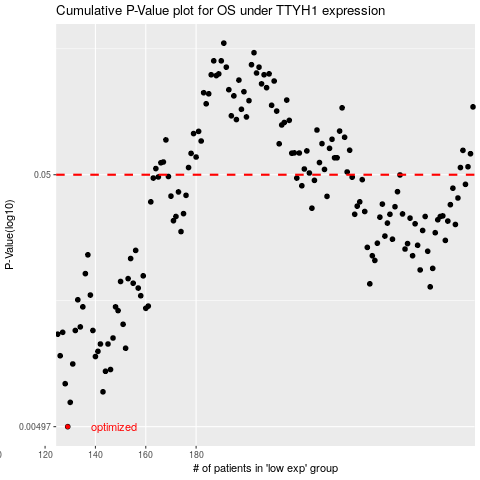 Cumulative P-Value plot for OS under TTYH1 expression
P-Value(log10)
0.05
0.00497
optimized
0 120 140 160 180
# of patients in 'low exp' group